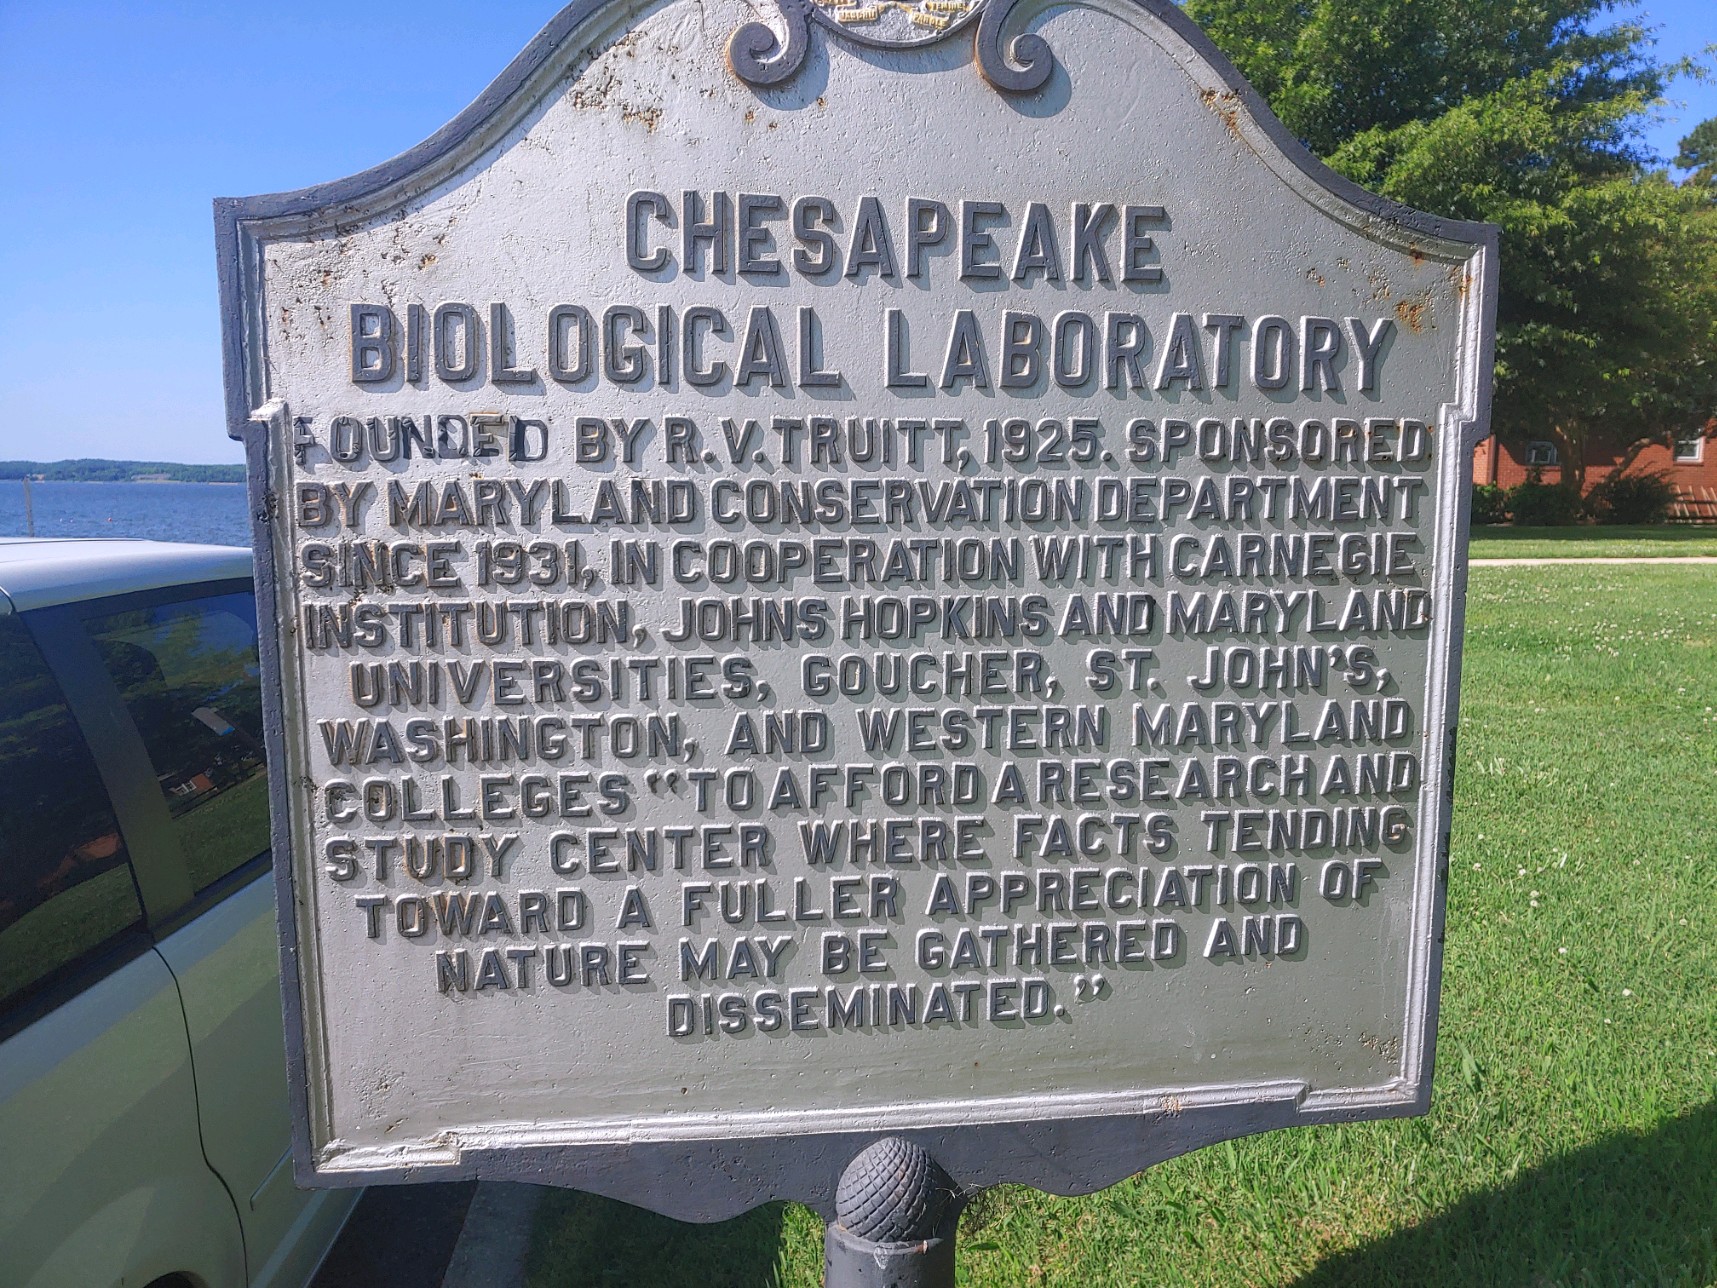 CHESAPEAKE
BIOLOGICAL LABORATORY
FOUNDED BY R.V. TRUITT, 1925. SPONSORED
BY MARYLAND CONSERVATION DEPARTMENT
SINCE 1931, IN COOPERATION WITH CARNEGIE
INSTITUTION, JOHNS HOPKINS AND MARYLAND
UNIVERSITIES, GOUCHER, ST. JOHN'S,
WASHINGTON, AND WESTERN MARYLAND
COLLEGES "TO AFFORD A RESEARCH AND
STUDY CENTER WHERE FACTS TENDING
TOWARD A FULLER APPRECIATION OF
NATURE MAY BE GATHERED AND
DISSEMINATED."